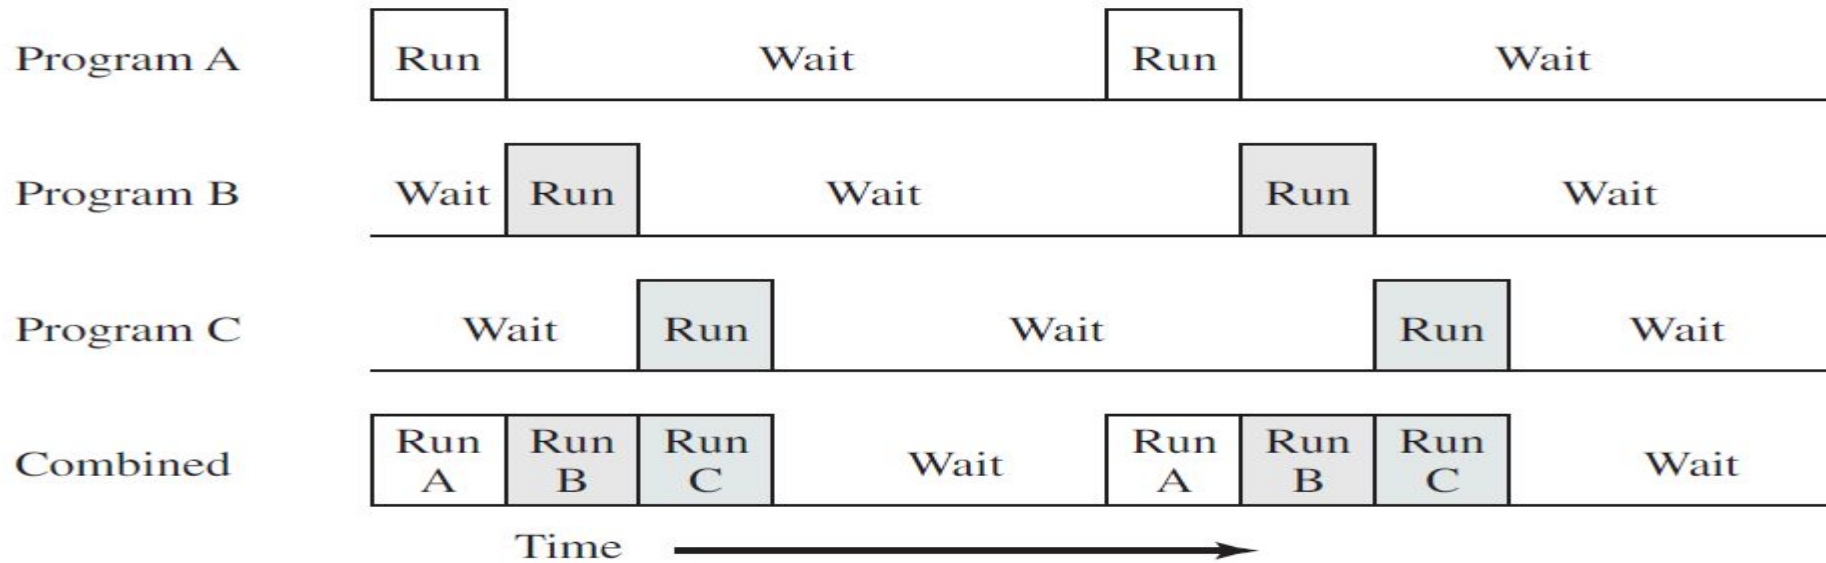 Program A Run Wait Run Wait
Program B Wait Run Wait Run Wait
Program C Wait Run Wait Run Wait
Combined Run A Run B Run C Wait Run A Run B Run C Wait
Time